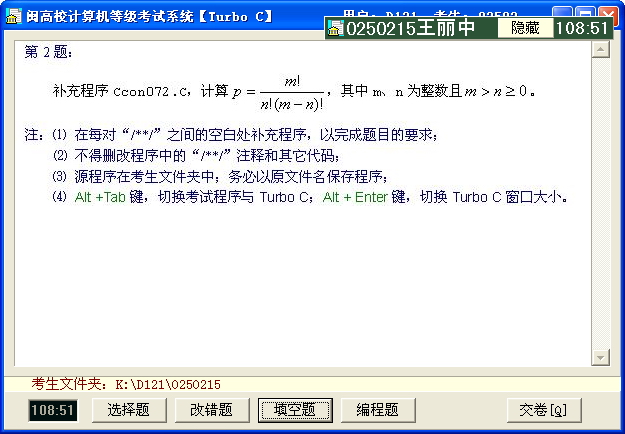 闽高校计算机等级考试系统【Turbo C】
0250215王丽中 隐藏 108:51
第 2 题:
补充程序 Ccon072.C，计算 p = m! / n!(m−n)!，其中 m、n 为整数且 m > n ≥ 0 。
注: ⑴ 在每对“/**/”之间的空白处补充程序，以完成题目的要求;
⑵ 不得删改程序中的“/**/”注释和其它代码;
⑶ 源程序在考生文件夹中; 务必以原文件名保存程序;
⑷ Alt +Tab 键，切换考试程序与 Turbo C; Alt + Enter 键，切换 Turbo C 窗口大小。
考生文件夹: K:\D121\0250215
108:51 选择题 改错题 填空题 编程题 交卷[Q]